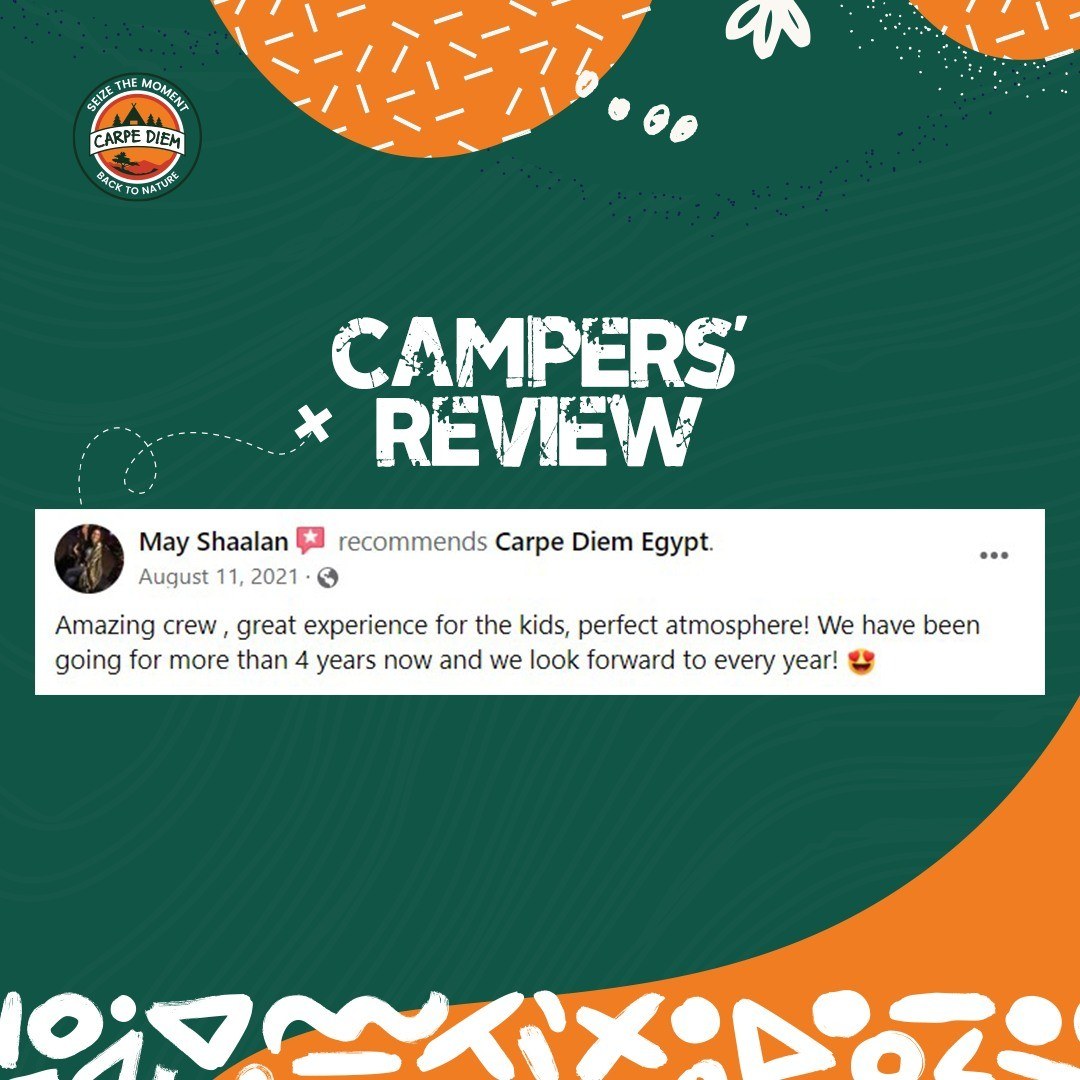 SEIZE THE MOMENT
CARPE DIEM
BACK TO NATURE
CAMPERS'
REVIEW
May Shaalan recommends Carpe Diem Egypt.
August 11, 2021 ·
Amazing crew , great experience for the kids, perfect atmosphere! We have been
going for more than 4 years now and we look forward to every year! 😍